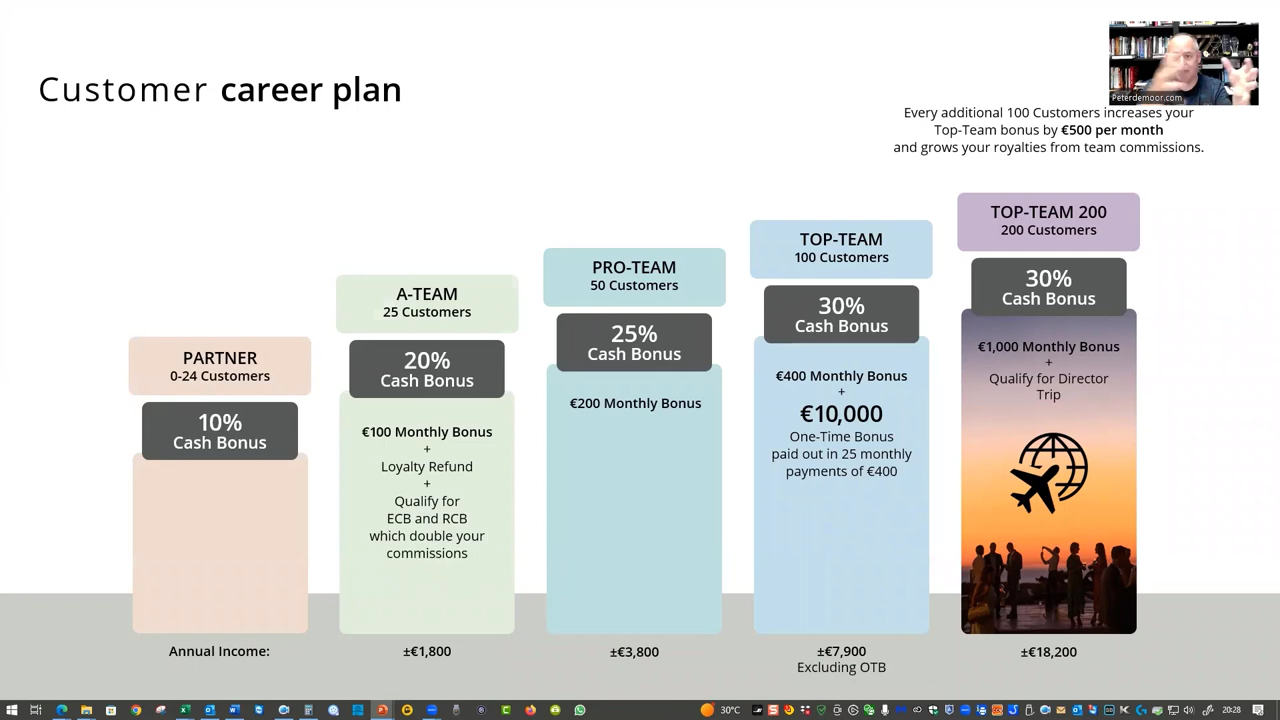 Customer career plan
Peterdemoor.com
Every additional 100 Customers increases your
Top-Team bonus by €500 per month
and grows your royalties from team commissions.
PARTNER
0-24 Customers
10%
Cash Bonus
A-TEAM
25 Customers
20%
Cash Bonus
€100 Monthly Bonus
+
Loyalty Refund
+
Qualify for
ECB and RCB
which double your
commissions
PRO-TEAM
50 Customers
25%
Cash Bonus
€200 Monthly Bonus
TOP-TEAM
100 Customers
30%
Cash Bonus
€400 Monthly Bonus
+
€10,000
One-Time Bonus
paid out in 25 monthly
payments of €400
TOP-TEAM 200
200 Customers
30%
Cash Bonus
€1,000 Monthly Bonus
+
Qualify for Director
Trip
Annual Income:
±€1,800
±€3,800
±€7,900
Excluding OTB
±€18,200
30°C
20:28